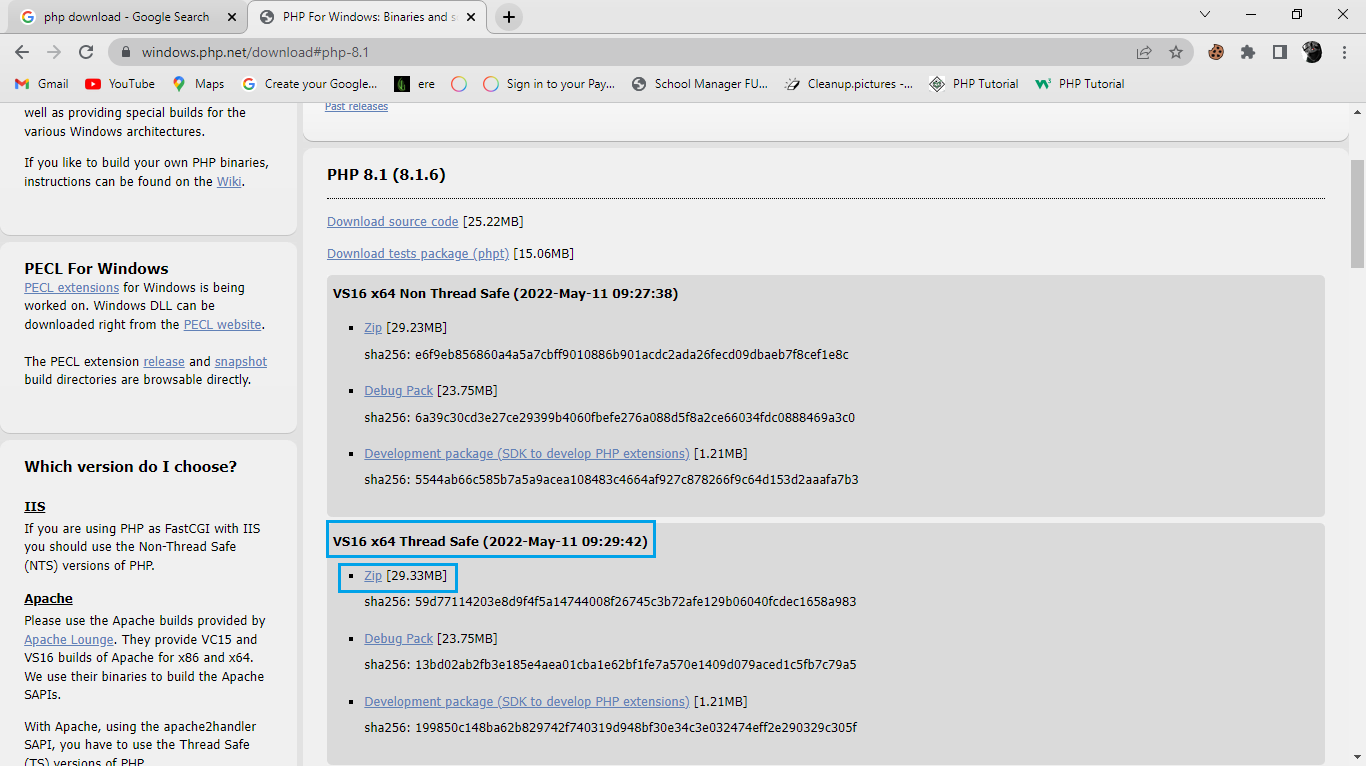 php download - Google Search
PHP For Windows: Binaries and s
windows.php.net/download#php-8.1
Gmail
YouTube
Maps
Create your Google...
ere
Sign in to your Pay...
School Manager FU...
Cleanup.pictures -...
PHP Tutorial
PHP Tutorial
well as providing special builds for the
various Windows architectures.
If you like to build your own PHP binaries,
instructions can be found on the Wiki.
PECL For Windows
PECL extensions for Windows is being
worked on. Windows DLL can be
downloaded right from the PECL website.
The PECL extension release and snapshot
build directories are browsable directly.
Which version do I choose?
IIS
If you are using PHP as FastCGI with IIS
you should use the Non-Thread Safe
(NTS) versions of PHP.
Apache
Please use the Apache builds provided by
Apache Lounge. They provide VC15 and
VS16 builds of Apache for x86 and x64.
We use their binaries to build the Apache
SAPIs.
With Apache, using the apache2handler
SAPI, you have to use the Thread Safe
(TS) versions of PHP.
Past releases
PHP 8.1 (8.1.6)
Download source code [25.22MB]
Download tests package (phpt) [15.06MB]
VS16 x64 Non Thread Safe (2022-May-11 09:27:38)
Zip [29.23MB]
sha256: e6f9eb856860a4a5a7cbff9010886b901acdc2ada26fecd09dbaeb7f8cef1e8c
Debug Pack [23.75MB]
sha256: 6a39c30cd3e27ce29399b4060fbefe276a088d5f8a2ce66034fdc0888469a3c0
Development package (SDK to develop PHP extensions) [1.21MB]
sha256: 5544ab66c585b7a5a9acea108483c4664af927c878266f9c64d153d2aaafa7b3
VS16 x64 Thread Safe (2022-May-11 09:29:42)
Zip [29.33MB]
sha256: 59d77114203e8d9f4f5a14744008f26745c3b72afe129b06040fcdec1658a983
Debug Pack [23.75MB]
sha256: 13bd02ab2fb3e185e4aea01cba1e62bf1fe7a570e1409d079aced1c5fb7c79a5
Development package (SDK to develop PHP extensions) [1.21MB]
sha256: 199850c148ba62b829742f740319d948bf30e34c3e032474eff2e290329c305f